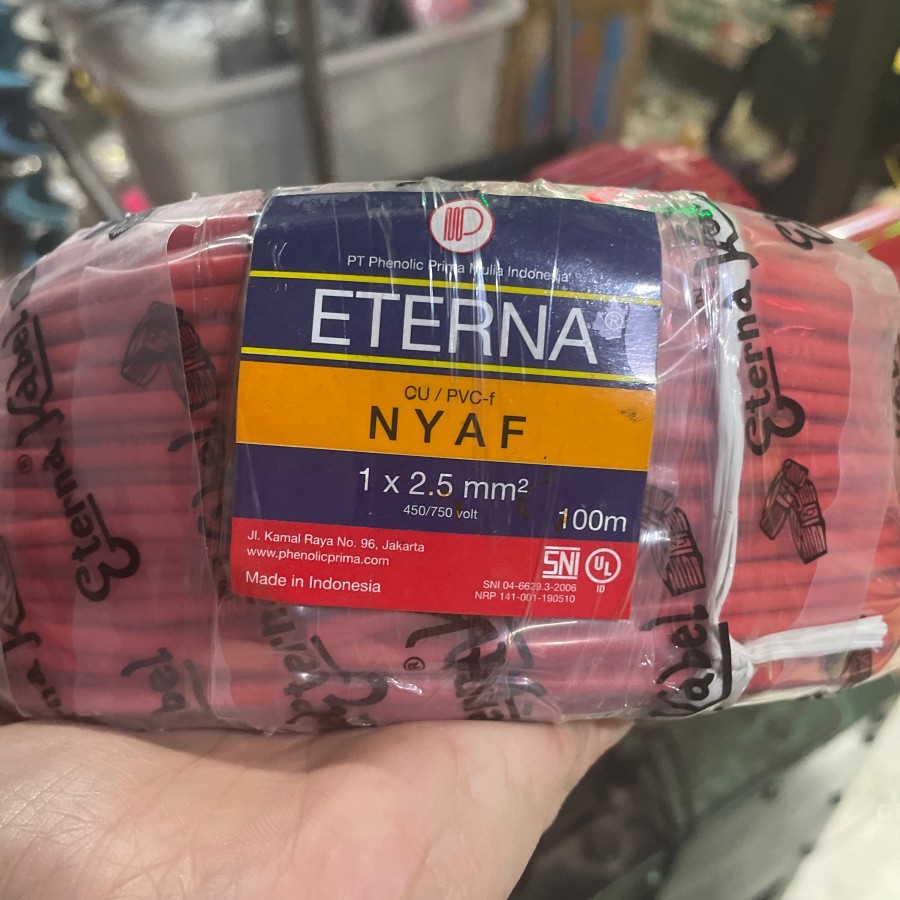 PT Phenolic Prima Mulia Indonesia
ETERNA®
CU / PVC-f
NYAF
1 x 2.5 mm²
450/750 volt
100m
Jl. Kamal Raya No. 96, Jakarta
www.phenolicprima.com
Made in Indonesia
SNI
UL
ID
SNI 04-6629.3-2006
NRP 141-001-190510
Eterna® Kabel
Eterna
Kabel